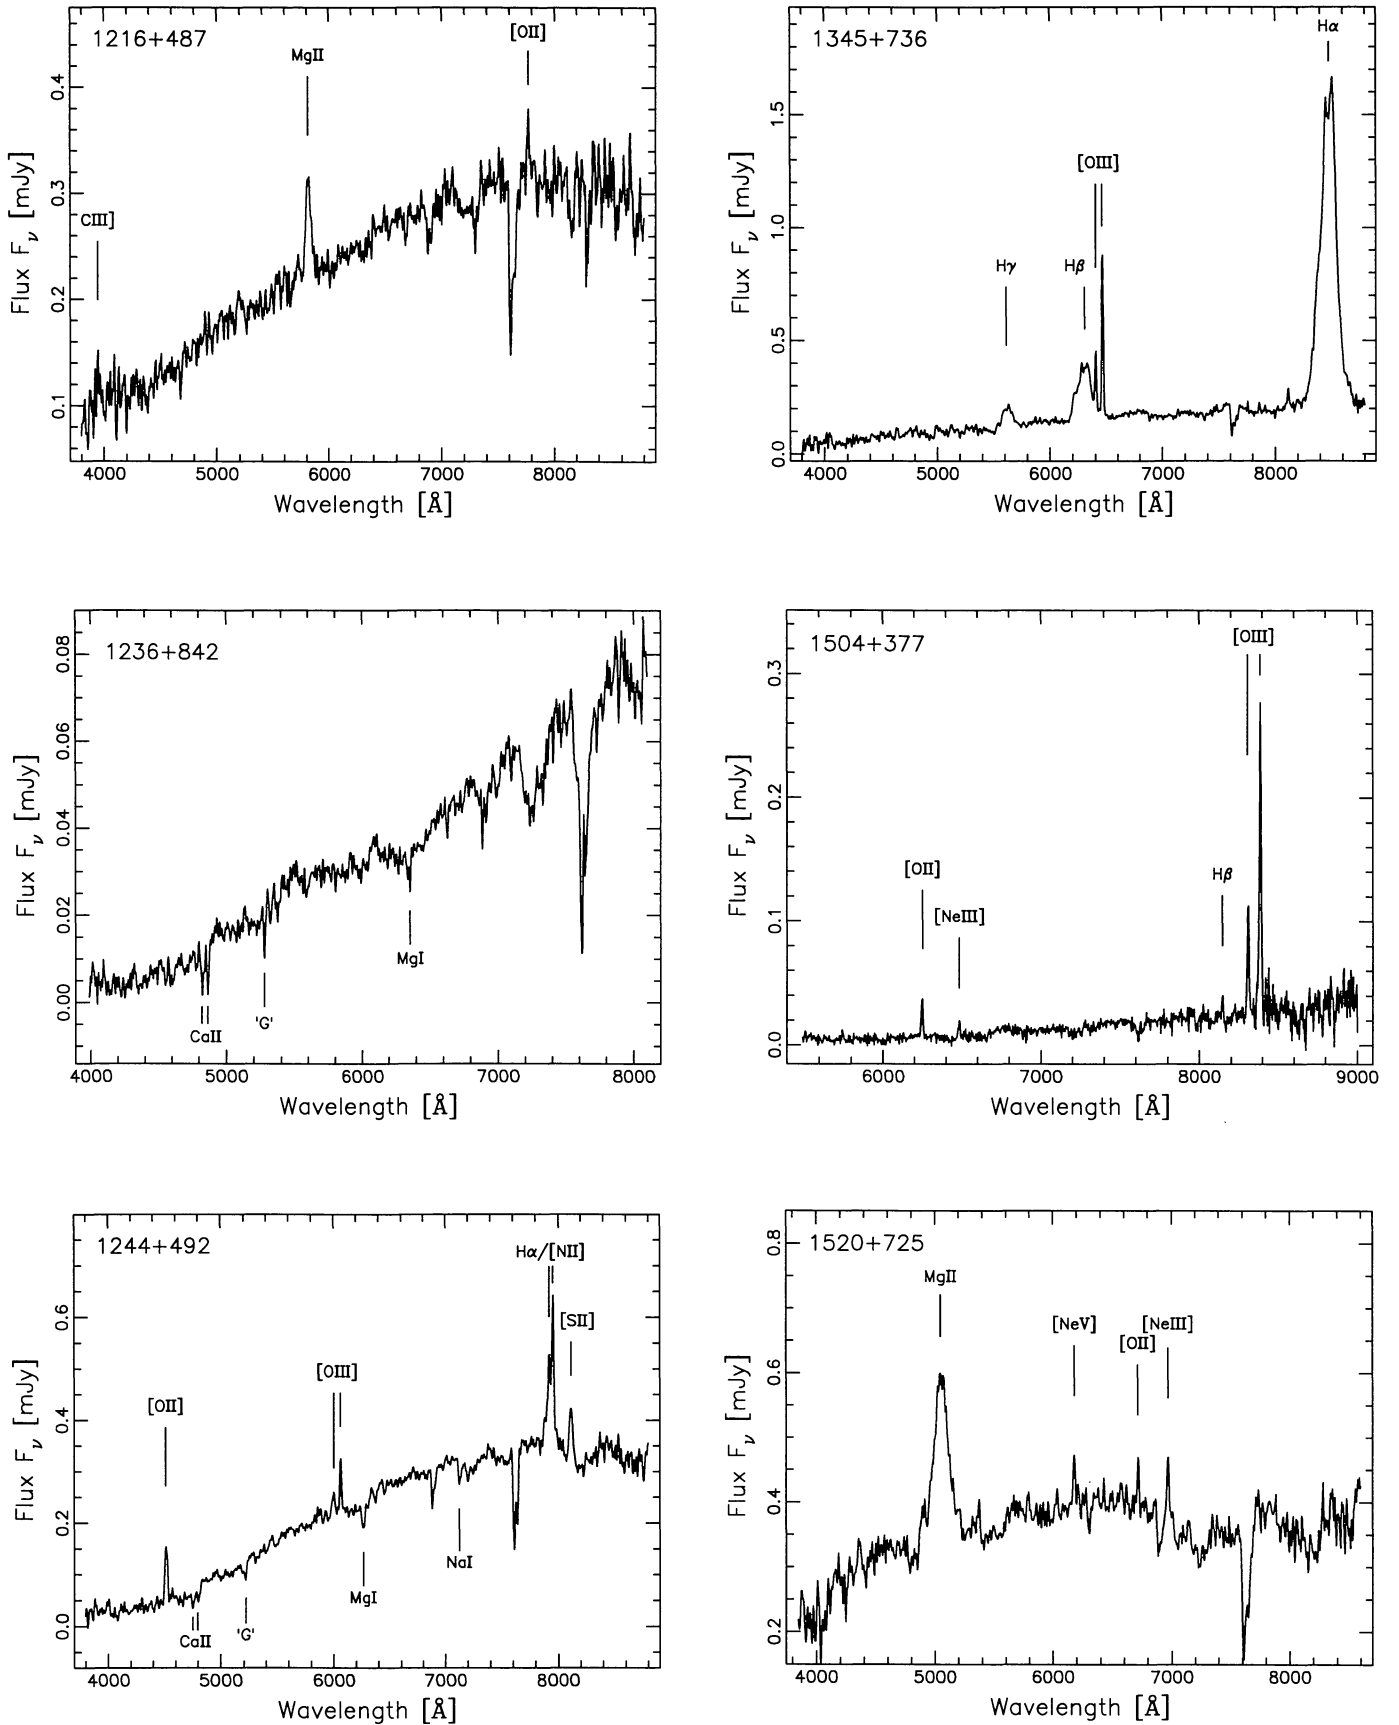 1216+487
CIII]
MgII
[OII]
0.4
0.3
0.2
0.1
Flux Fν [mJy]
4000 5000 6000 7000 8000
Wavelength [Å]
1345+736
Hγ
Hβ
[OIII]
Hα
1.5
1.0
0.5
0.0
Flux Fν [mJy]
4000 5000 6000 7000 8000
Wavelength [Å]
1236+842
CaII
'G'
MgI
0.08
0.06
0.04
0.02
0.00
Flux Fν [mJy]
4000 5000 6000 7000 8000
Wavelength [Å]
1504+377
[OII]
[NeIII]
Hβ
[OIII]
0.3
0.2
0.1
0.0
Flux Fν [mJy]
6000 7000 8000 9000
Wavelength [Å]
1244+492
[OII]
CaII
'G'
[OIII]
MgI
NaI
Hα/[NII]
[SII]
0.6
0.4
0.2
0.0
Flux Fν [mJy]
4000 5000 6000 7000 8000
Wavelength [Å]
1520+725
MgII
[NeV]
[OII]
[NeIII]
0.8
0.6
0.4
0.2
Flux Fν [mJy]
4000 5000 6000 7000 8000
Wavelength [Å]